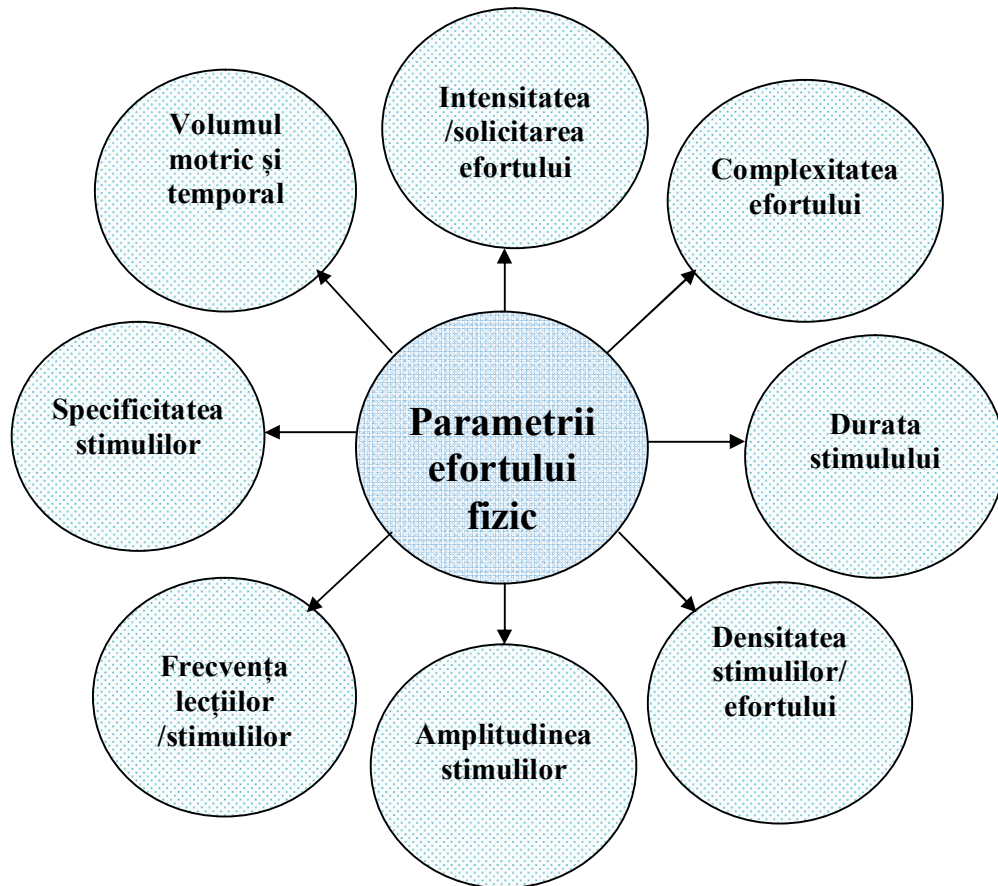 Intensitatea
/solicitarea
efortului
Volumul
motric și
temporal
Complexitatea
efortului
Specificitatea
stimulilor
Parametrii
efortului
fizic
Durata
stimulului
Frecvența
lecțiilor
/stimulilor
Amplitudinea
stimulilor
Densitatea
stimulilor/
efortului